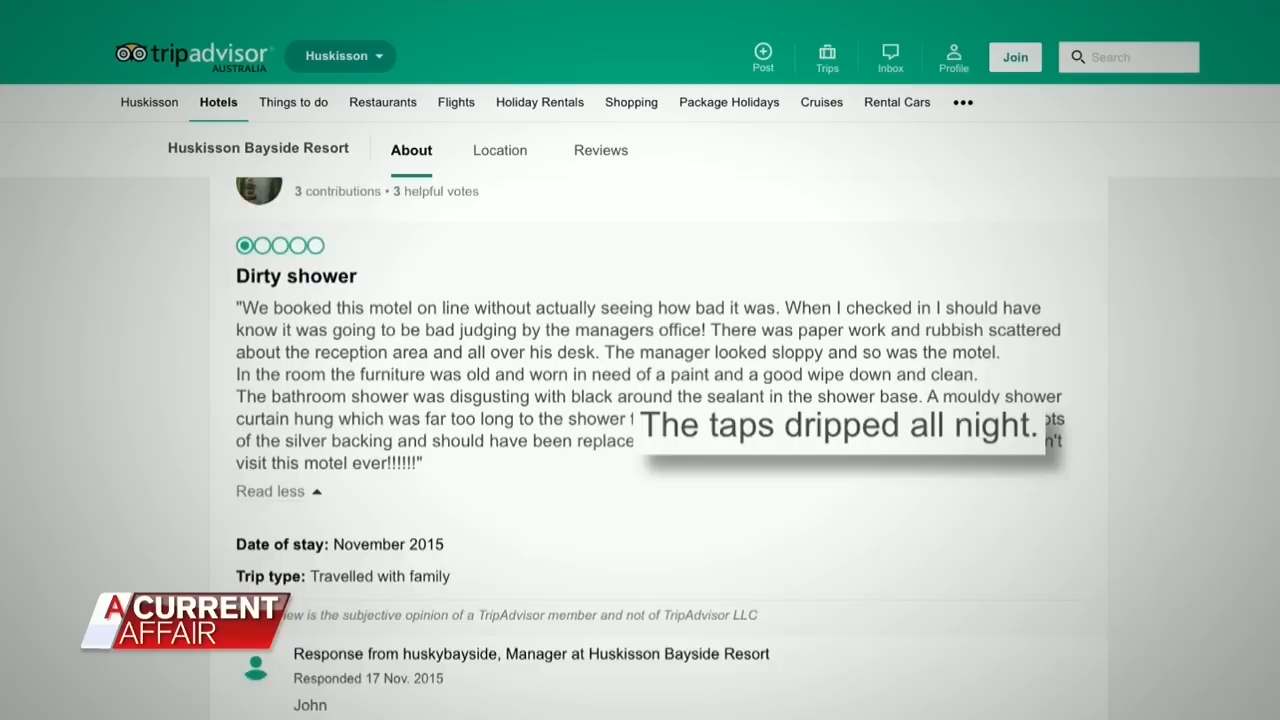 tripadvisor
AUSTRALIA
Huskisson
Post
Trips
Inbox
Profile
Join
Search
Huskisson
Hotels
Things to do
Restaurants
Flights
Holiday Rentals
Shopping
Package Holidays
Cruises
Rental Cars
•••
Huskisson Bayside Resort
About
Location
Reviews
3 contributions • 3 helpful votes
Dirty shower
"We booked this motel on line without actually seeing how bad it was. When I checked in I should have
know it was going to be bad judging by the managers office! There was paper work and rubbish scattered
about the reception area and all over his desk. The manager looked sloppy and so was the motel.
In the room the furniture was old and worn in need of a paint and a good wipe down and clean.
The bathroom shower was disgusting with black around the sealant in the shower base. A mouldy shower
curtain hung which was far too long to the shower
The taps dripped all night.
of the silver backing and should have been
visit this motel ever!!!!!!"
Read less
Date of stay: November 2015
Trip type: Travelled with family
is the subjective opinion of a TripAdvisor member and not of TripAdvisor LLC
A CURRENT
AFFAIR
Response from huskybayside, Manager at Huskisson Bayside Resort
Responded 17 Nov. 2015
John